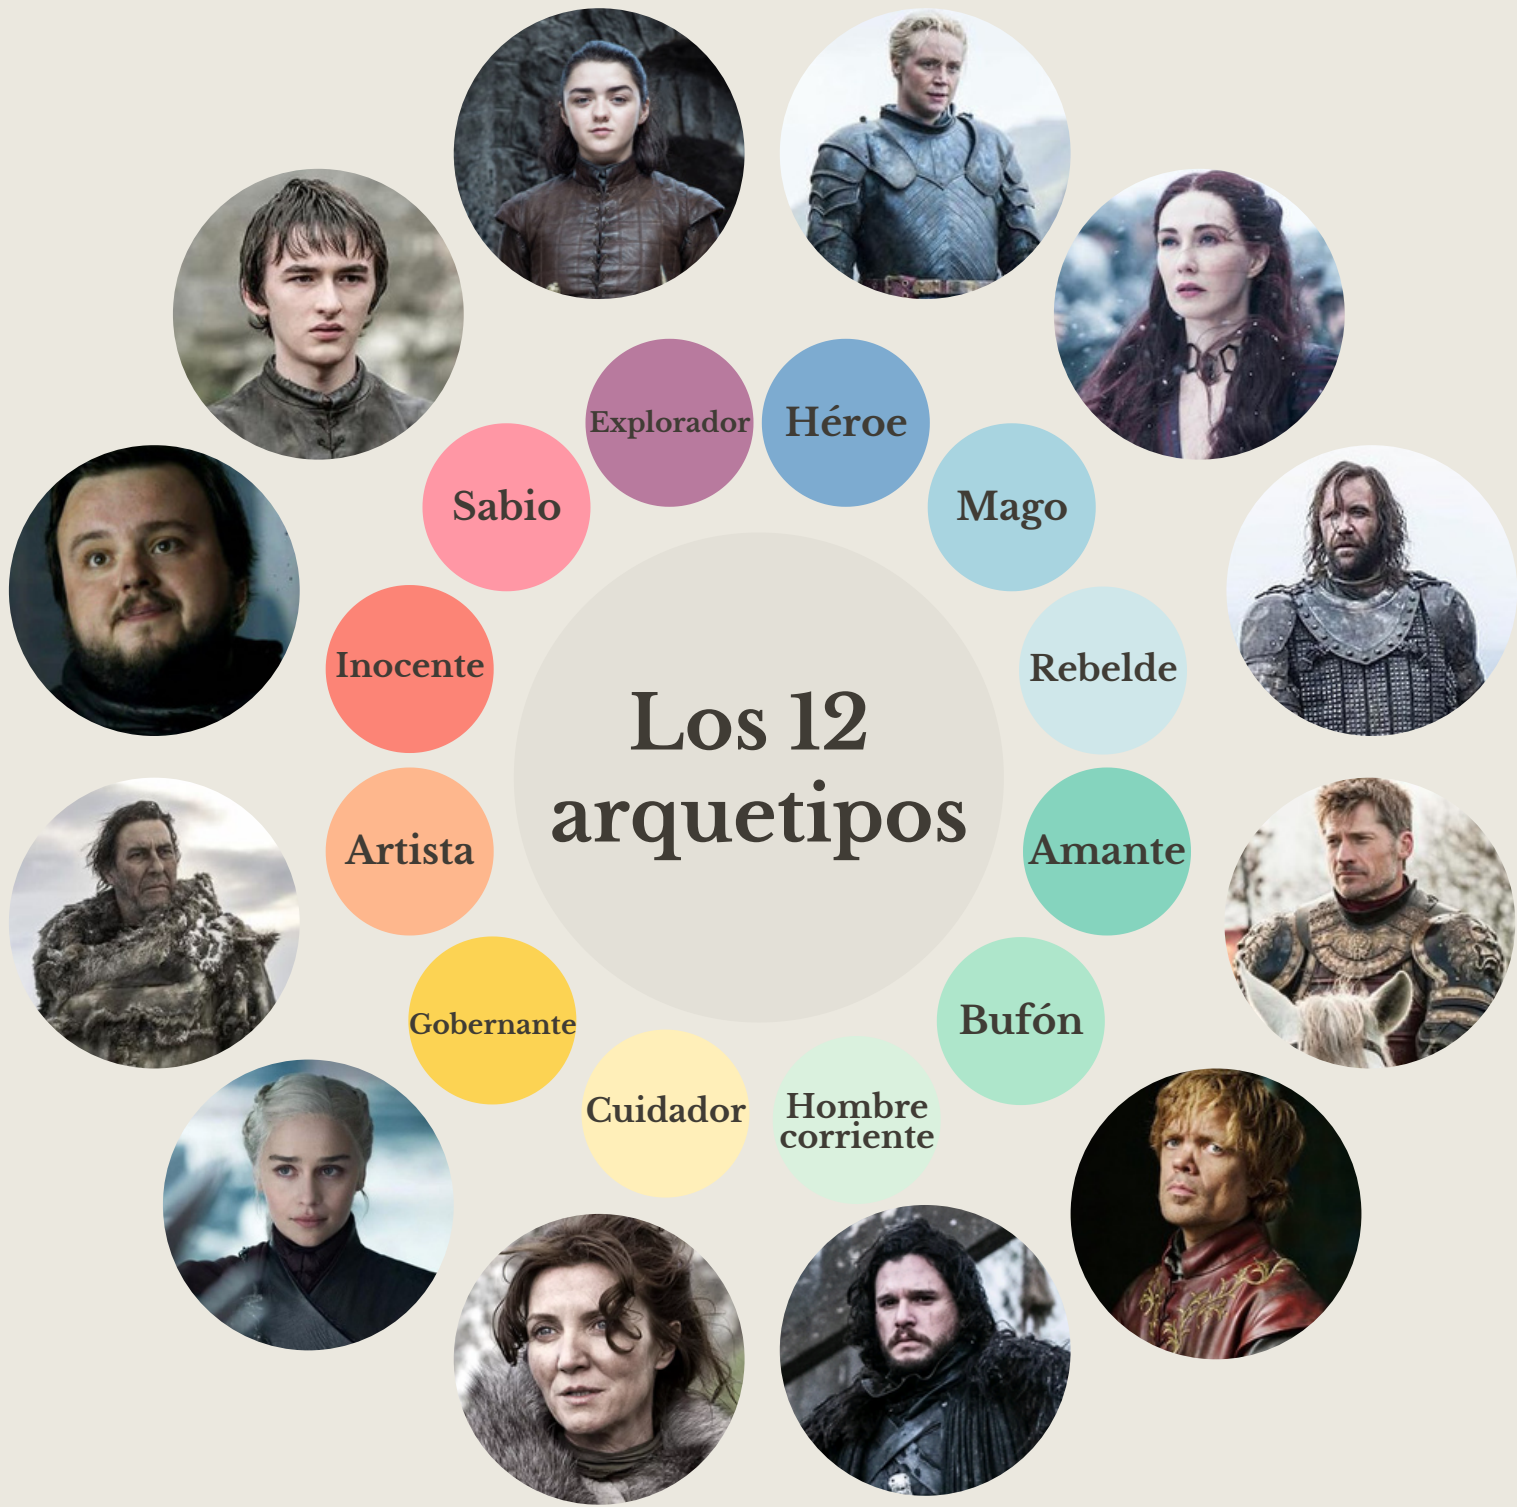 Los 12
arquetipos
Explorador
Héroe
Mago
Rebelde
Amante
Bufón
Hombre
corriente
Cuidador
Gobernante
Artista
Inocente
Sabio